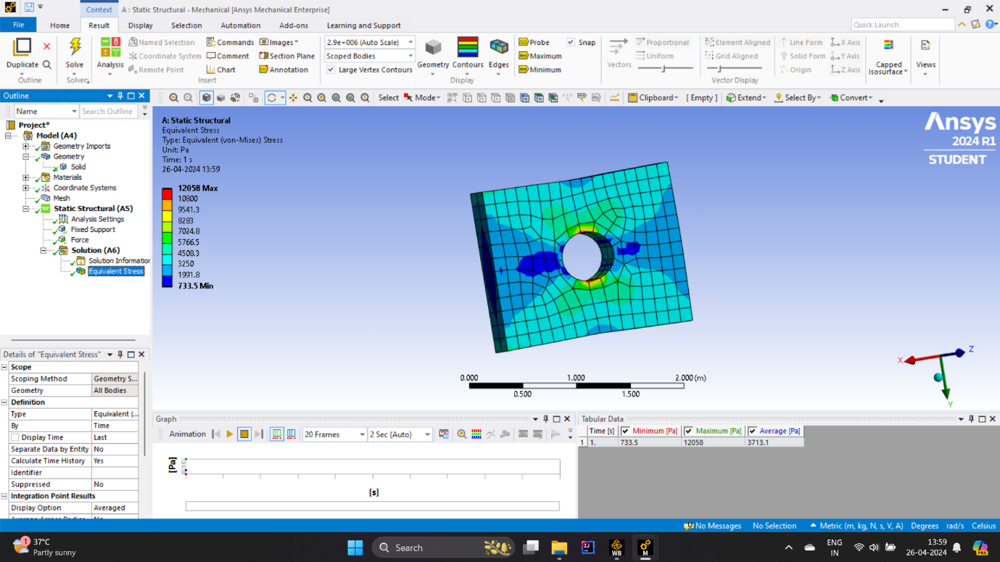 Context
A : Static Structural - Mechanical [Ansys Mechanical Enterprise]
File
Home
Result
Display
Selection
Automation
Add-ons
Learning and Support
Quick Launch
Duplicate
Outline
Solve
Solver
Analysis
Named Selection
Coordinate System
Remote Point
Commands
Comment
Chart
Images
Section Plane
Annotation
Insert
2.9e+006 (Auto Scale)
Scoped Bodies
Large Vertex Contours
Geometry
Contours
Edges
Display
Probe
Maximum
Minimum
Snap
Vectors
Proportional
Uniform
Element Aligned
Grid Aligned
Line Form
Solid Form
Origin
X Axis
Y Axis
Z Axis
Vector Display
Capped
Isosurface
Views
Outline
Name
Search Outline
Select
Mode
Clipboard
[ Empty ]
Extend
Select By
Convert
Project*
Model (A4)
Geometry Imports
Geometry
Solid
Materials
Coordinate Systems
Mesh
Static Structural (A5)
Analysis Settings
Fixed Support
Force
Solution (A6)
Solution Information
Equivalent Stress
A: Static Structural
Equivalent Stress
Type: Equivalent (von-Mises) Stress
Unit: Pa
Time: 1 s
26-04-2024 13:59
12058 Max
10800
9541.3
8283
7024.8
5766.5
4508.3
3250
1991.8
733.5 Min
Ansys
2024 R1
STUDENT
0.000
1.000
2.000 (m)
0.500
1.500
X
Z
Y
Details of "Equivalent Stress"
Scope
Scoping Method Geometry S...
Geometry All Bodies
Definition
Type Equivalent (...
By Time
Display Time Last
Separate Data by Entity No
Calculate Time History Yes
Identifier
Suppressed No
Integration Point Results
Display Option Averaged
Graph
Animation
20 Frames
2 Sec (Auto)
[Pa]
[s]
Tabular Data
Time [s] Minimum [Pa] Maximum [Pa] Average [Pa]
1 1. 733.5 12058 3713.1
No Messages
No Selection
Metric (m, kg, N, s, V, A)
Degrees
rad/s
Celsius
1
37°C
Partly sunny
Search
WB
M
ENG
IN
13:59
26-04-2024
PRE